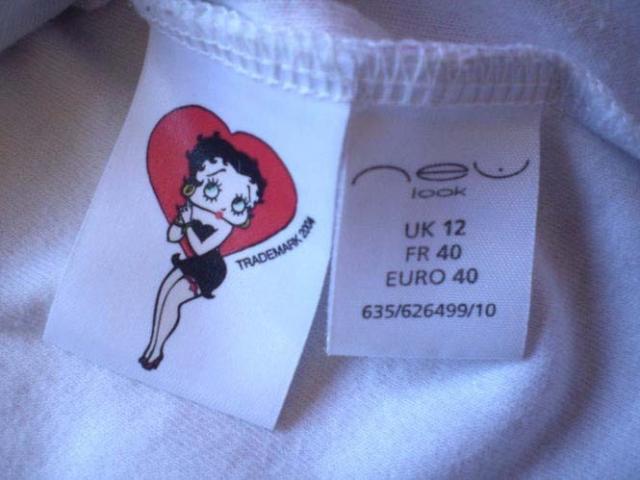 TRADEMARK 2004
new
look
UK 12
FR 40
EURO 40
635/626499/10